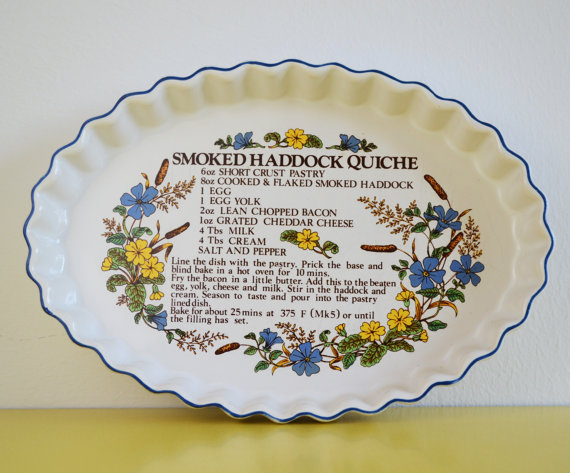 SMOKED HADDOCK QUICHE
6oz SHORT CRUST PASTRY
8oz COOKED & FLAKED SMOKED HADDOCK
1 EGG
1 EGG YOLK
2oz LEAN CHOPPED BACON
1oz GRATED CHEDDAR CHEESE
4 Tbs MILK
4 Tbs CREAM
SALT AND PEPPER
Line the dish with the pastry. Prick the base and
blind bake in a hot oven for 10 mins.
Fry the bacon in a little butter. Add this to the beaten
egg, yolk, cheese and milk. Stir in the haddock and
cream. Season to taste and pour into the pastry
lined dish.
Bake for about 25mins at 375 F (Mk5) or until
the filling has set.